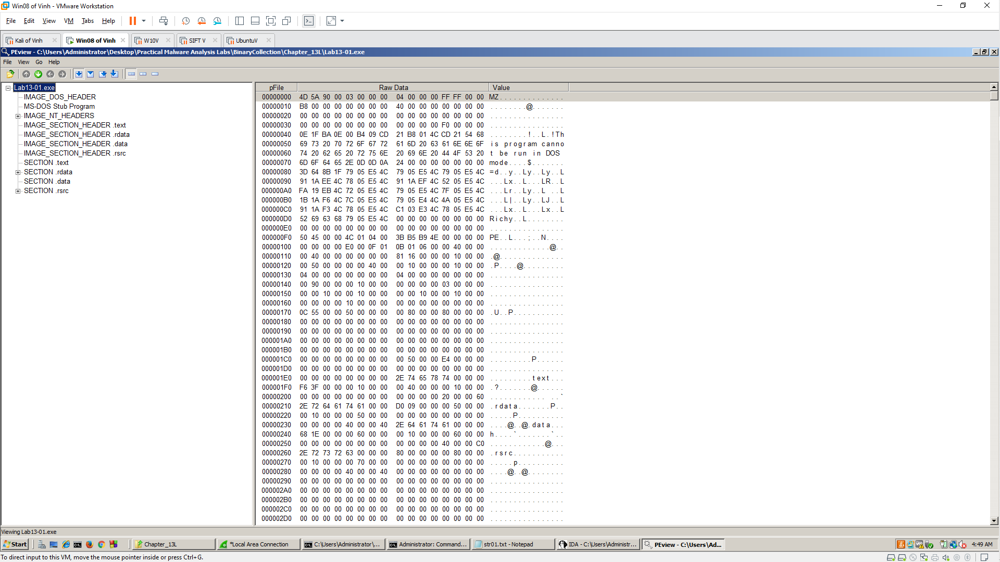 Win08 of Vinh - VMware Workstation
File Edit View VM Tabs Help
Kali of Vinh Win08 of Vinh W10V SIFT V UbuntuV
PEview - C:\Users\Administrator\Desktop\Practical Malware Analysis Labs\BinaryCollection\Chapter_13L\Lab13-01.exe
File View Go Help
pFile Raw Data Value
Lab13-01.exe
IMAGE_DOS_HEADER
MS-DOS Stub Program
IMAGE_NT_HEADERS
IMAGE_SECTION_HEADER .text
IMAGE_SECTION_HEADER .rdata
IMAGE_SECTION_HEADER .data
IMAGE_SECTION_HEADER .rsrc
SECTION .text
SECTION .rdata
SECTION .data
SECTION .rsrc
00000000 4D 5A 90 00 03 00 00 00 04 00 00 00 FF FF 00 00 MZ..............
00000010 B8 00 00 00 00 00 00 00 40 00 00 00 00 00 00 00 ........@.......
00000020 00 00 00 00 00 00 00 00 00 00 00 00 00 00 00 00 ................
00000030 00 00 00 00 00 00 00 00 00 00 00 00 F0 00 00 00 ................
00000040 0E 1F BA 0E 00 B4 09 CD 21 B8 01 4C CD 21 54 68 ........!..L.!Th
00000050 69 73 20 70 72 6F 67 72 61 6D 20 63 61 6E 6E 6F is program canno
00000060 74 20 62 65 20 72 75 6E 20 69 6E 20 44 4F 53 20 t be run in DOS
00000070 6D 6F 64 65 2E 0D 0D 0A 24 00 00 00 00 00 00 00 mode....$.......
00000080 3D 64 8B 1F 79 05 E5 4C 79 05 E5 4C 79 05 E5 4C =d..y..Ly..Ly..L
00000090 91 1A EE 4C 78 05 E5 4C 91 1A EF 4C 52 05 E5 4C ...Lx..L...LR..L
000000A0 FA 19 EB 4C 72 05 E5 4C 79 05 E5 4C 7F 05 E5 4C ...Lr..Ly..L ..L
000000B0 1B 1A F6 4C 7C 05 E5 4C 79 05 E4 4C 4A 05 E5 4C ...L|..Ly..LJ..L
000000C0 91 1A F3 4C 78 05 E5 4C C1 03 E3 4C 78 05 E5 4C ...Lx..L...Lx..L
000000D0 52 69 63 68 79 05 E5 4C 00 00 00 00 00 00 00 00 Richy..L........
000000E0 00 00 00 00 00 00 00 00 00 00 00 00 00 00 00 00 ................
000000F0 50 45 00 00 4C 01 04 00 3B B5 B9 4E 00 00 00 00 PE..L...;..N....
00000100 00 00 00 00 E0 00 0F 01 0B 01 06 00 00 40 00 00 .............@..
00000110 00 40 00 00 00 00 00 00 81 16 00 00 00 10 00 00 .@..............
00000120 00 50 00 00 00 00 40 00 00 10 00 00 00 10 00 00 .P....@.........
00000130 04 00 00 00 00 00 00 00 04 00 00 00 00 00 00 00 ................
00000140 00 90 00 00 00 10 00 00 00 00 00 00 03 00 00 00 ................
00000150 00 00 10 00 00 10 00 00 00 00 10 00 00 10 00 00 ................
00000160 00 00 00 00 10 00 00 00 00 00 00 00 00 00 00 00 ................
00000170 0C 55 00 00 50 00 00 00 00 80 00 00 80 00 00 00 .U..P...........
00000180 00 00 00 00 00 00 00 00 00 00 00 00 00 00 00 00 ................
00000190 00 00 00 00 00 00 00 00 00 00 00 00 00 00 00 00 ................
000001A0 00 00 00 00 00 00 00 00 00 00 00 00 00 00 00 00 ................
000001B0 00 00 00 00 00 00 00 00 00 00 00 00 00 00 00 00 ................
000001C0 00 00 00 00 00 00 00 00 00 50 00 00 E4 00 00 00 .........P......
000001D0 00 00 00 00 00 00 00 00 00 00 00 00 00 00 00 00 ................
000001E0 00 00 00 00 00 00 00 00 2E 74 65 78 74 00 00 00 .........text...
000001F0 F6 3F 00 00 00 10 00 00 00 40 00 00 00 10 00 00 .?.......@......
00000200 00 00 00 00 00 00 00 00 00 00 00 00 20 00 00 60 ............ ..`
00000210 2E 72 64 61 74 61 00 00 D0 09 00 00 00 50 00 00 .rdata.......P..
00000220 00 10 00 00 00 50 00 00 00 00 00 00 00 00 00 00 .....P..........
00000230 00 00 00 00 40 00 00 40 2E 64 61 74 61 00 00 00 ....@..@.data...
00000240 68 1E 00 00 00 60 00 00 00 10 00 00 00 60 00 00 h....`.......`..
00000250 00 00 00 00 00 00 00 00 00 00 00 00 40 00 00 C0 ............@...
00000260 2E 72 73 72 63 00 00 00 80 00 00 00 00 80 00 00 .rsrc...........
00000270 00 10 00 00 00 70 00 00 00 00 00 00 00 00 00 00 .....p..........
00000280 00 00 00 00 40 00 00 40 00 00 00 00 00 00 00 00 ....@..@........
00000290 00 00 00 00 00 00 00 00 00 00 00 00 00 00 00 00 ................
000002A0 00 00 00 00 00 00 00 00 00 00 00 00 00 00 00 00 ................
000002B0 00 00 00 00 00 00 00 00 00 00 00 00 00 00 00 00 ................
000002C0 00 00 00 00 00 00 00 00 00 00 00 00 00 00 00 00 ................
000002D0 00 00 00 00 00 00 00 00 00 00 00 00 00 00 00 00 ................
Viewing Lab13-01.exe
Start Chapter_13L *Local Area Connection C:\Users\Administrator\... Administrator: Command... str01.txt - Notepad IDA - C:\Users\Administr... PEview - C:\Users\Ad... 4:49 AM
To direct input to this VM, move the mouse pointer inside or press Ctrl+G.